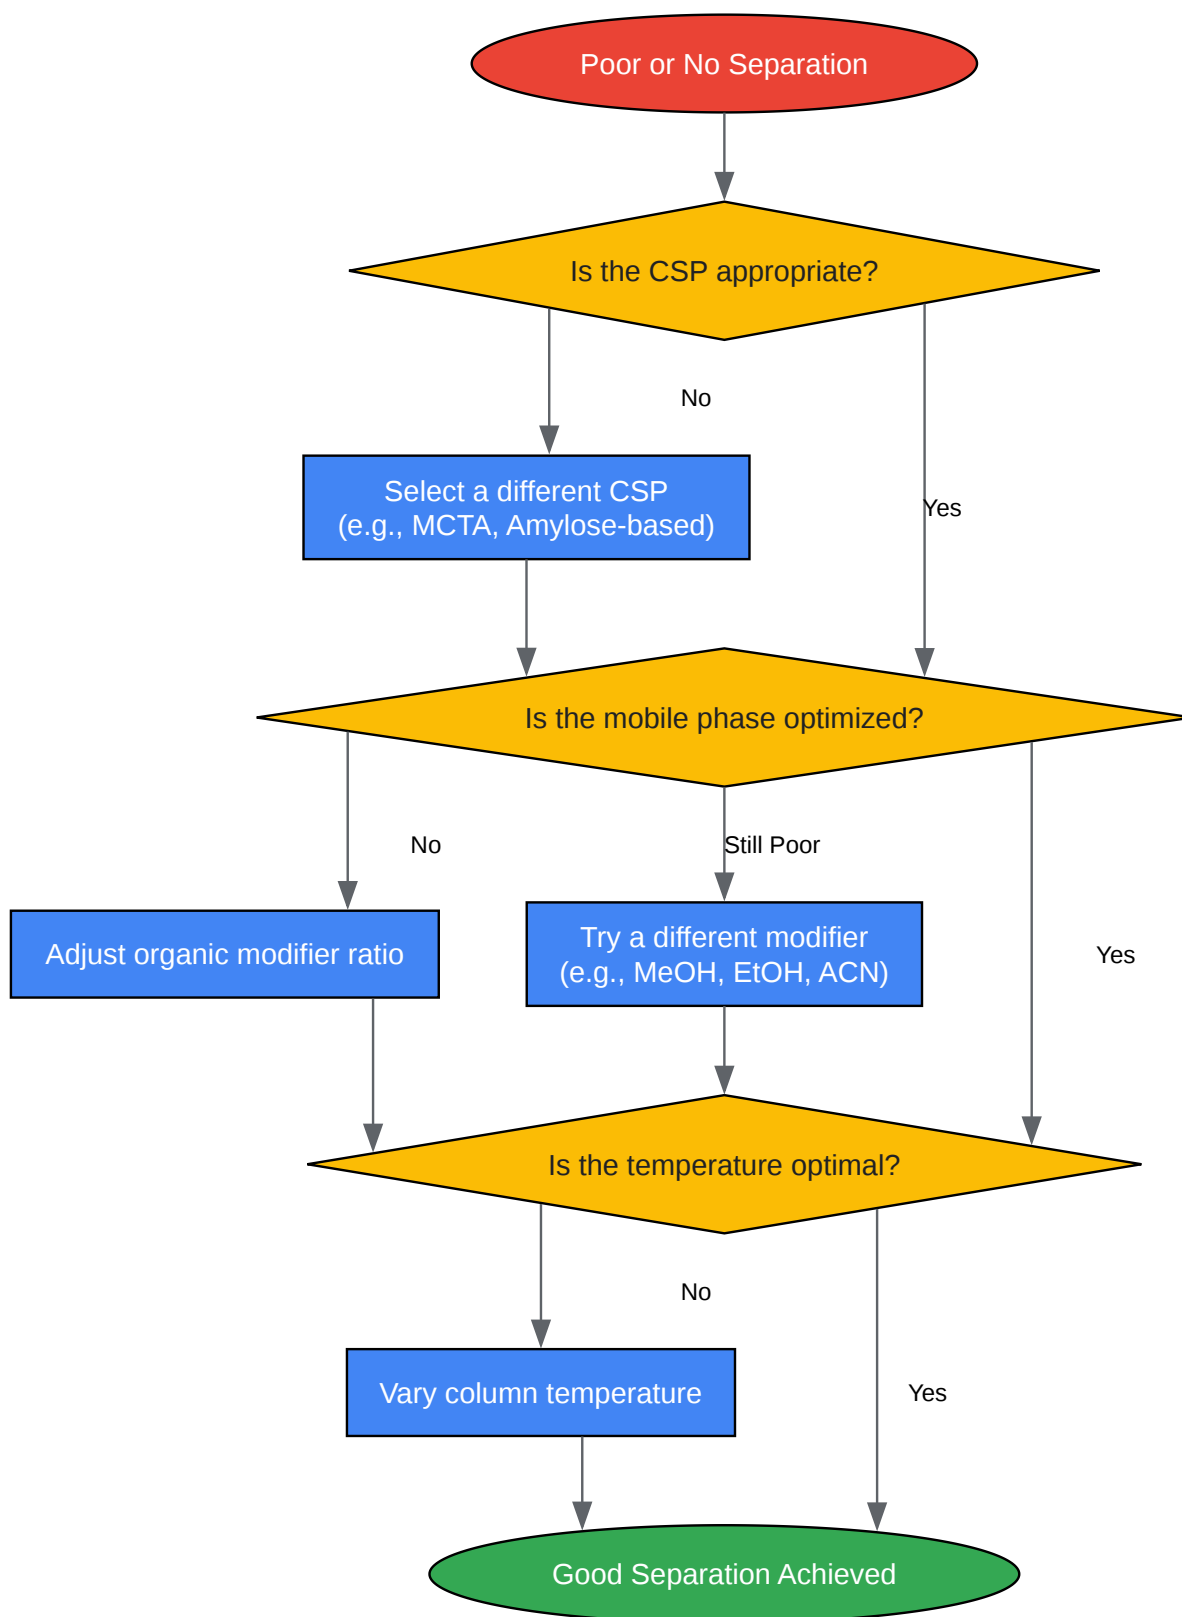 Poor or No Separation
Is the CSP appropriate?
No
Select a different CSP
(e.g., MCTA, Amylose-based)
Yes
Is the mobile phase optimized?
No
Still Poor
Adjust organic modifier ratio
Try a different modifier
(e.g., MeOH, EtOH, ACN)
Yes
Is the temperature optimal?
No
Vary column temperature
Yes
Good Separation Achieved